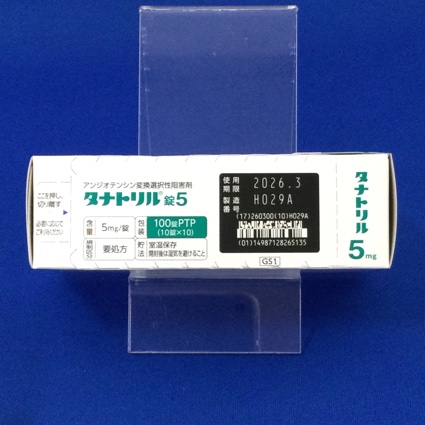 ここを押し、
切り離す
アンジオテンシン変換選択性阻害剤
タナトリル®錠5
含量 5mg/錠
包装 100錠PTP
(10錠×10)
規制区分 要処方
貯法 室温保存
開封後は湿気を避けること
使用期限 2026.3
製造番号 H029A
(17)260300(10)H029A
(01)14987128265135
GS1
タナトリル
5mg